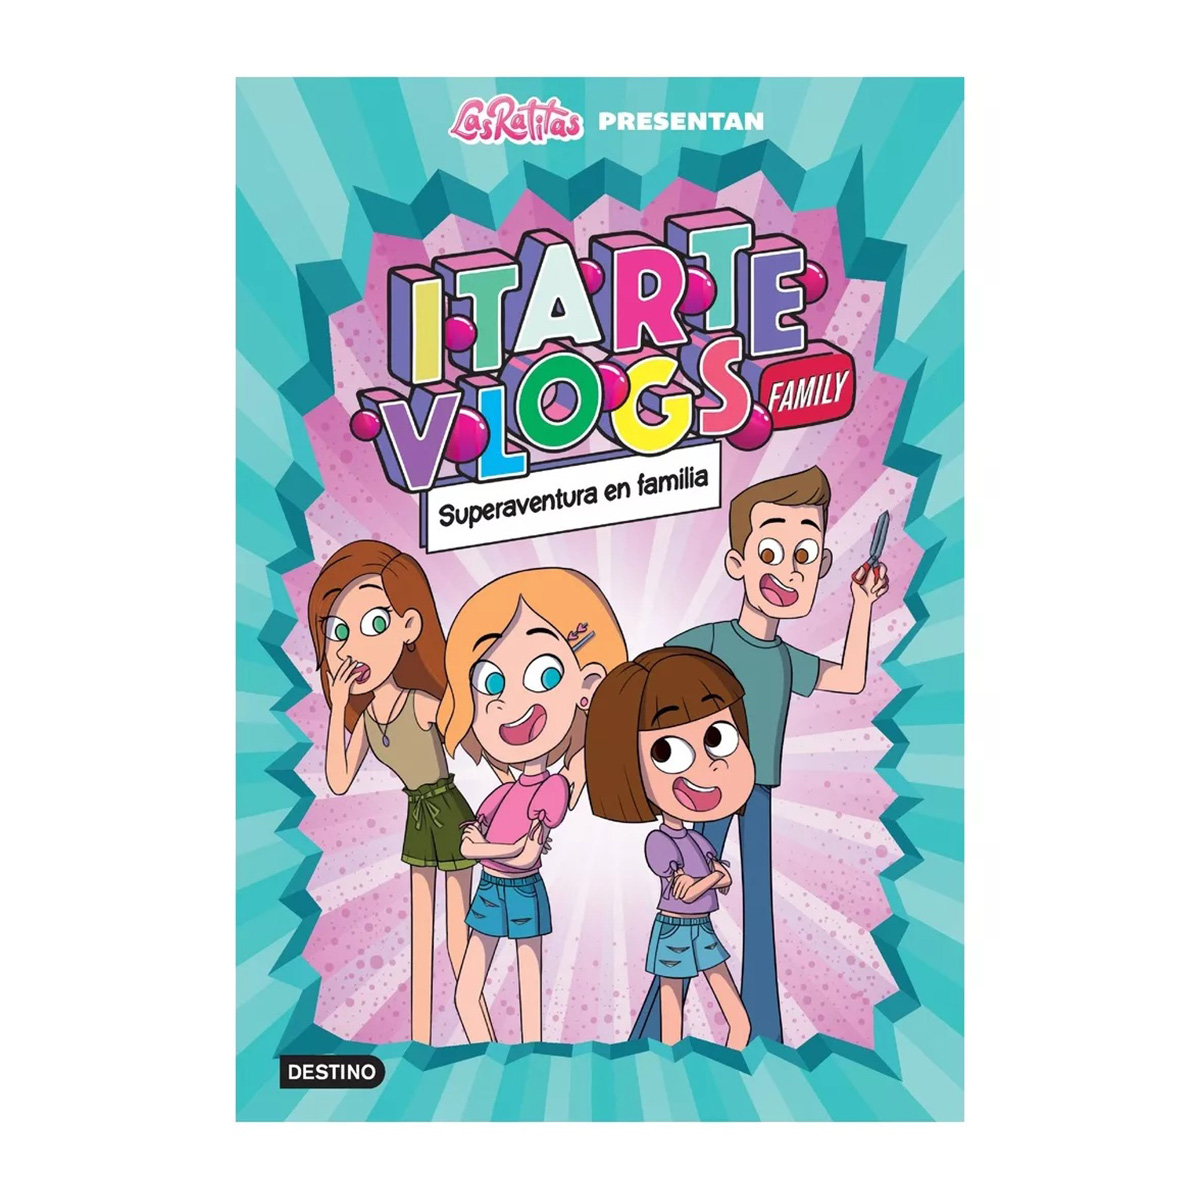 LasRatitas PRESENTAN
ITARTE
VLOGS
FAMILY
Superaventura en familia
DESTINO